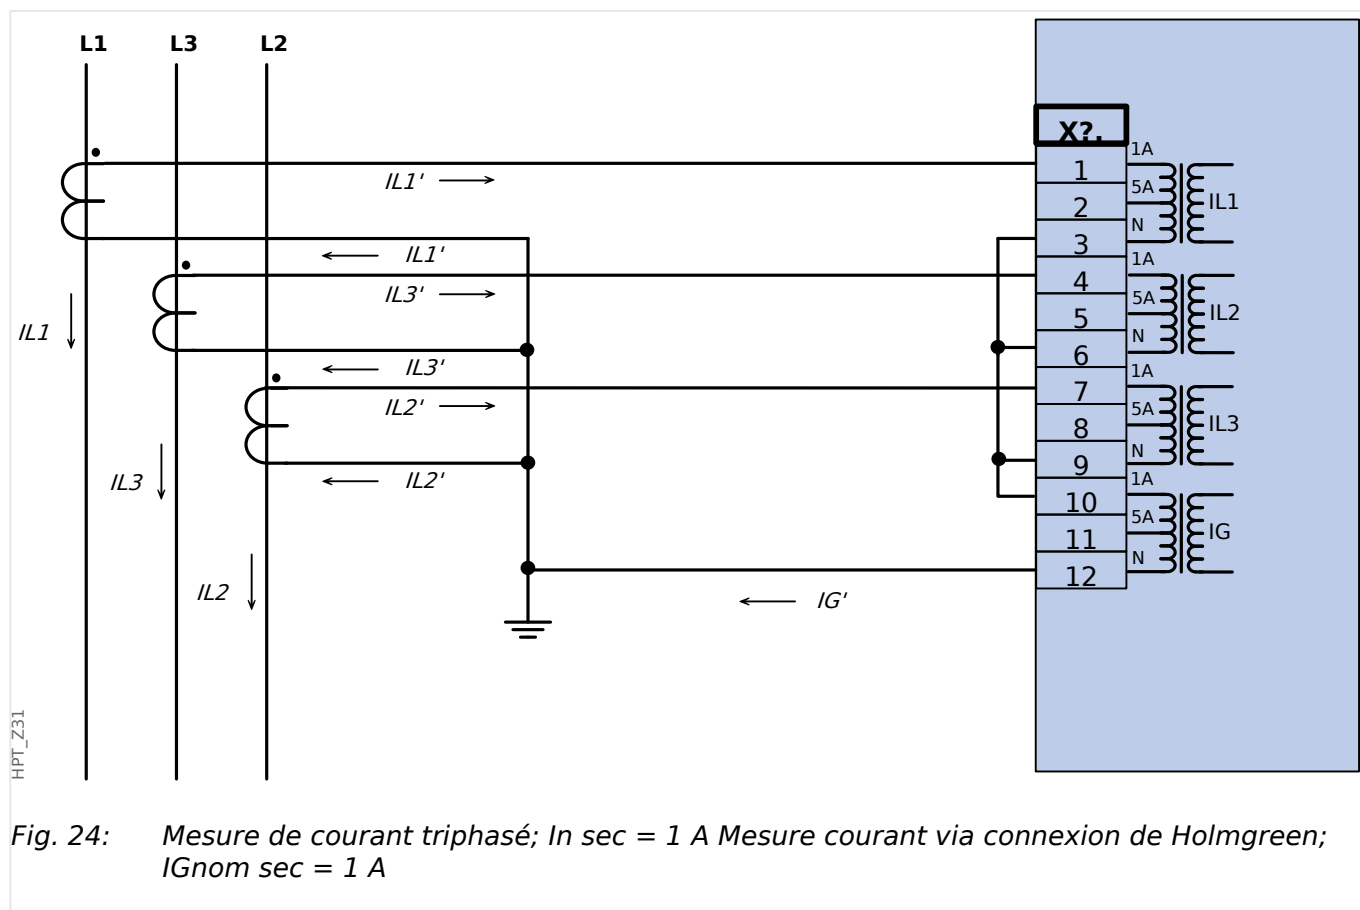 L1 L3 L2
X?.
1A
1
5A
2
IL1
N
3
1A
4
5A
5
IL2
N
6
1A
7
5A
8
IL3
N
9
1A
10
5A
11
IG
N
12
IL1'
IL1'
IL3'
IL3'
IL2'
IL2'
IL1
IL3
IL2
IG'
HPT_Z31
Fig. 24: Mesure de courant triphasé; In sec = 1 A Mesure courant via connexion de Holmgreen;
IGnom sec = 1 A